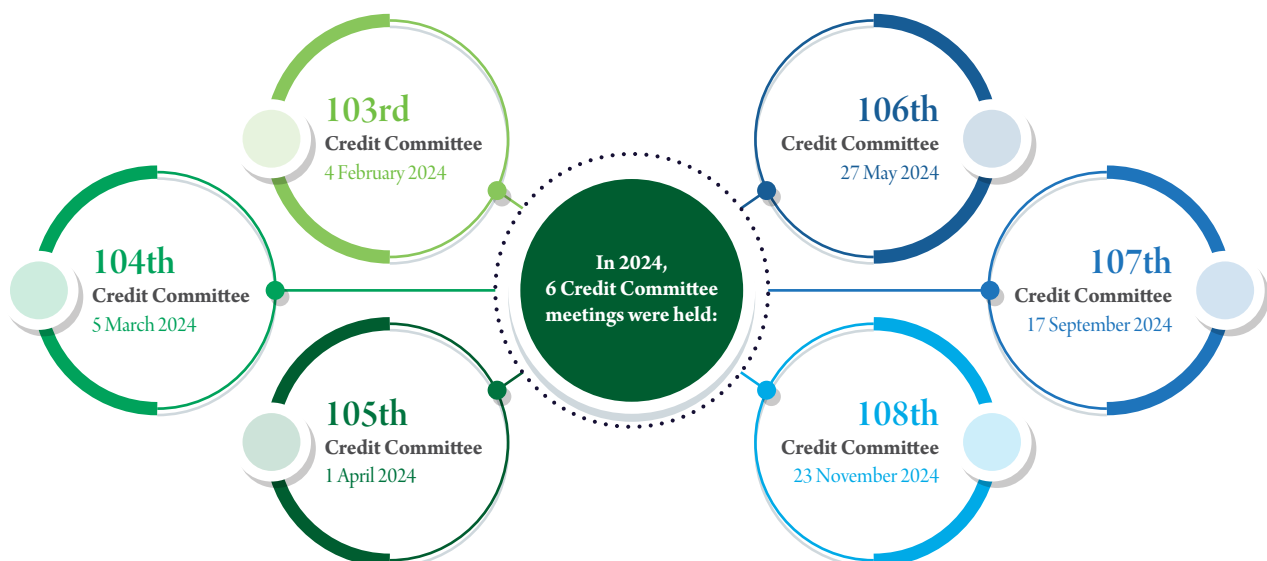 103rd
Credit Committee
4 February 2024
104th
Credit Committee
5 March 2024
105th
Credit Committee
1 April 2024
In 2024,
6 Credit Committee
meetings were held:
106th
Credit Committee
27 May 2024
107th
Credit Committee
17 September 2024
108th
Credit Committee
23 November 2024